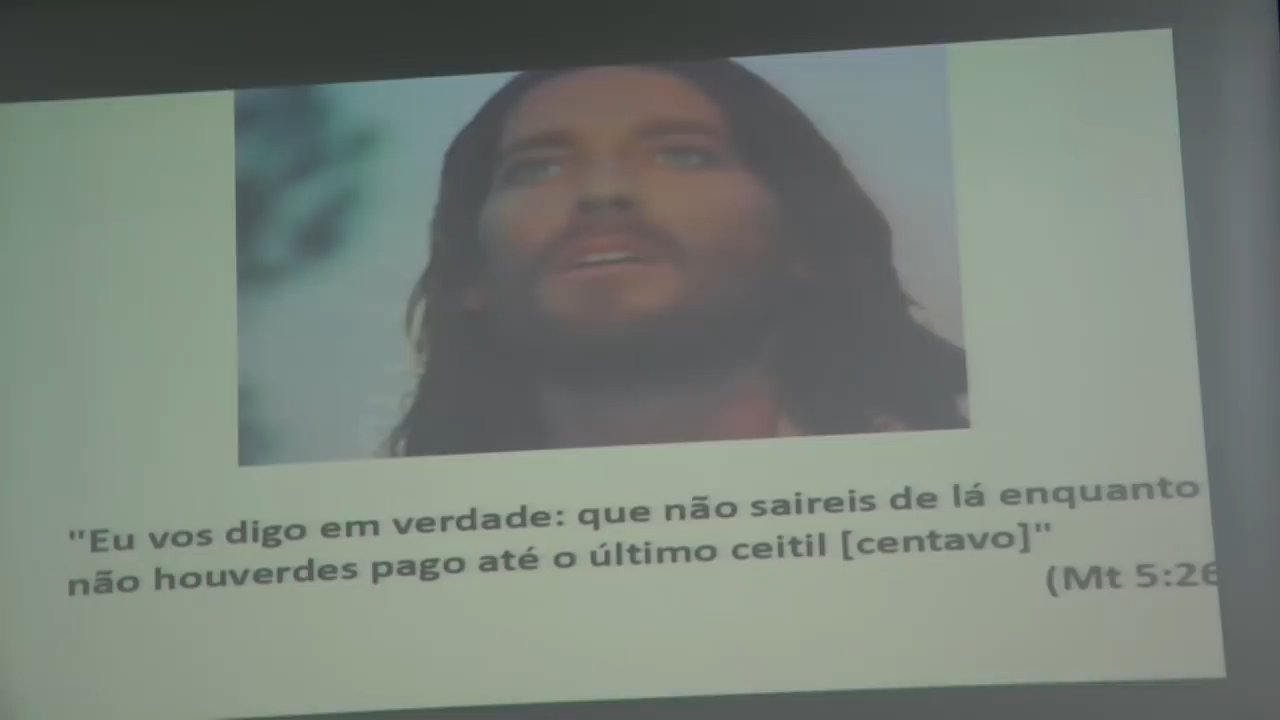 "Eu vos digo em verdade: que não saireis de lá enquanto
não houverdes pago até o último ceitil [centavo]"
(Mt 5:26